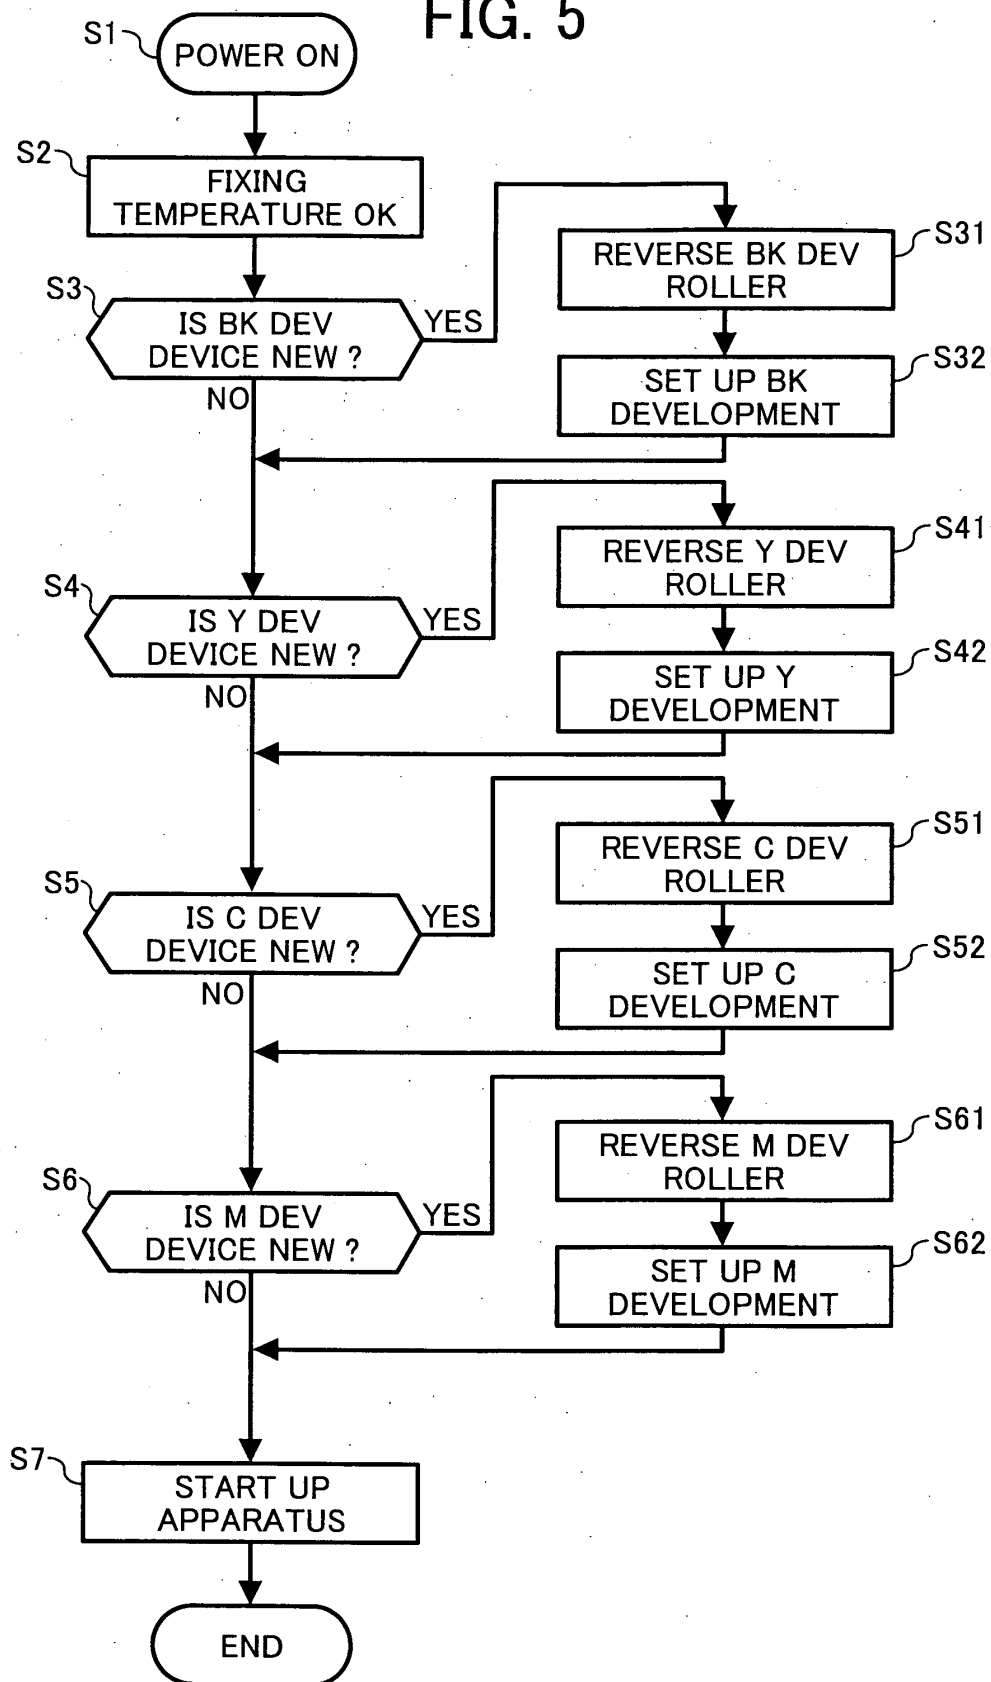 FIG. 5
S1
POWER ON
S2
FIXING
TEMPERATURE OK
S3
IS BK DEV
DEVICE NEW ?
YES
NO
S31
REVERSE BK DEV
ROLLER
S32
SET UP BK
DEVELOPMENT
S4
IS Y DEV
DEVICE NEW ?
YES
NO
S41
REVERSE Y DEV
ROLLER
S42
SET UP Y
DEVELOPMENT
S5
IS C DEV
DEVICE NEW ?
YES
NO
S51
REVERSE C DEV
ROLLER
S52
SET UP C
DEVELOPMENT
S6
IS M DEV
DEVICE NEW ?
YES
NO
S61
REVERSE M DEV
ROLLER
S62
SET UP M
DEVELOPMENT
S7
START UP
APPARATUS
END